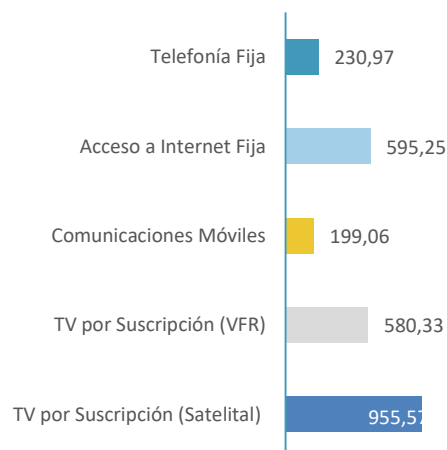 Telefonía Fija
230,97
Acceso a Internet Fija
595,25
Comunicaciones Móviles
199,06
TV por Suscripción (VFR)
580,33
TV por Suscripción (Satelital)
955,57